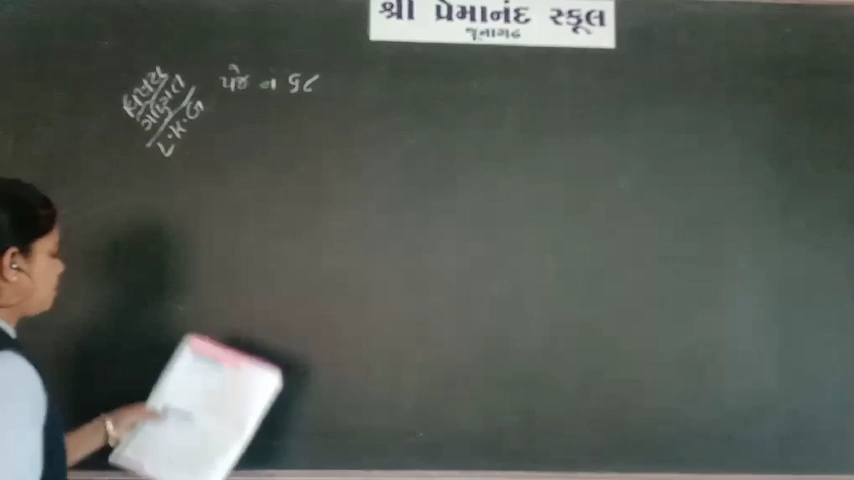 શ્રી પ્રેમાનંદ સ્કૂલ
જૂનાગઢ
વિષય
ગણિત
L.K.G
પેજ ન ૬૮